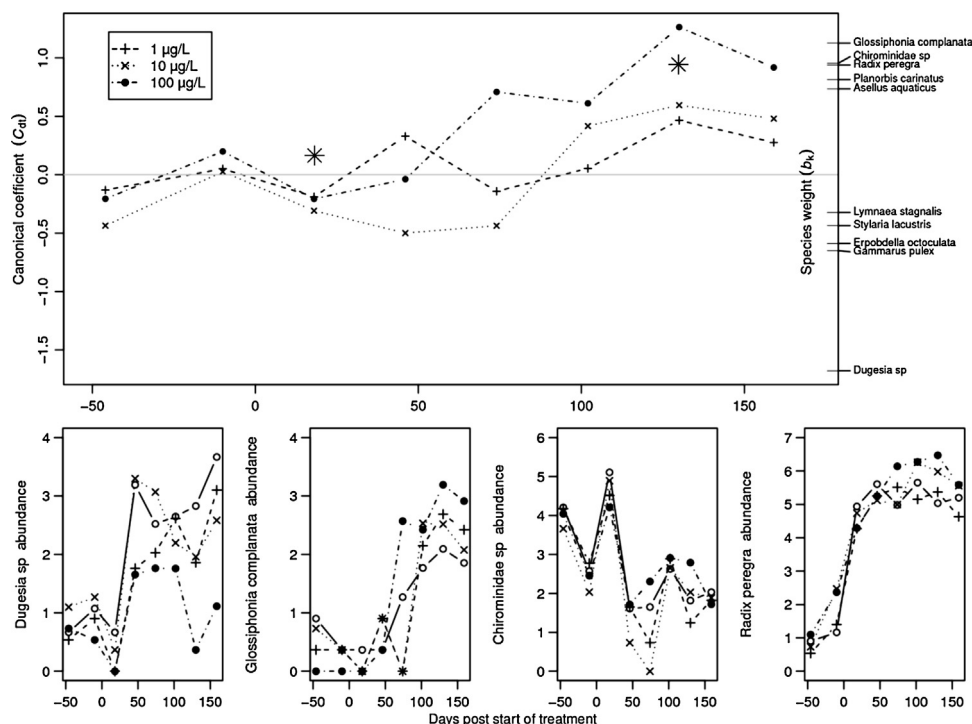 1 µg/L
10 µg/L
100 µg/L
Canonical coefficient (Cdt)
1.0
0.5
0.0
−0.5
−1.0
−1.5
−50
0
50
100
150
Species weight (bk)
Glossiphonia complanata
Chirominidae sp
Radix peregra
Planorbis carinatus
Asellus aquaticus
Lymnaea stagnalis
Stylaria lacustris
Erpobdella octoculata
Gammarus pulex
Dugesia sp
Dugesia sp abundance
4
3
2
1
0
−50 0 50 100 150
Glossiphonia complanata abundance
4
3
2
1
0
−50 0 50 100 150
Chirominidae sp abundance
6
5
4
3
2
1
0
−50 0 50 100 150
Radix peregra abundance
7
6
5
4
3
2
1
0
−50 0 50 100 150
Days post start of treatment